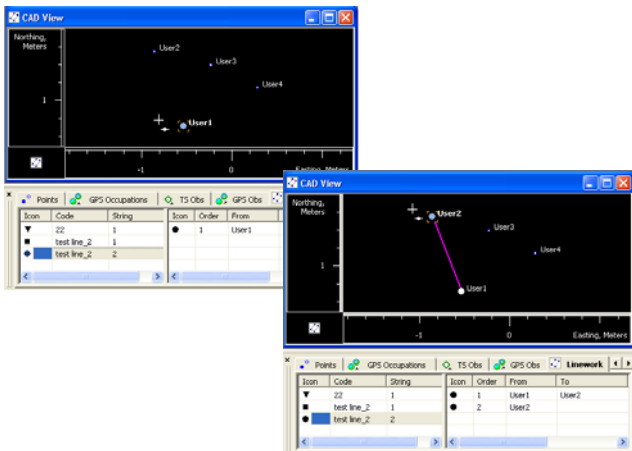 CAD View
Northing,
Meters
User2
User3
User4
1
User1
-1
0
Easting, Meters
Points
GPS Occupations
TS Obs
GPS Obs
Icon Code String
22 1
test line_2 1
test line_2 2
Icon Order From
1 User1
CAD View
Northing,
Meters
User2
User3
User4
1
User1
-1
0
Easting, Meters
Points
GPS Occupations
TS Obs
GPS Obs
Linework
Icon Code String
22 1
test line_2 1
test line_2 2
Icon Order From To
1 User1 User2
2 User2